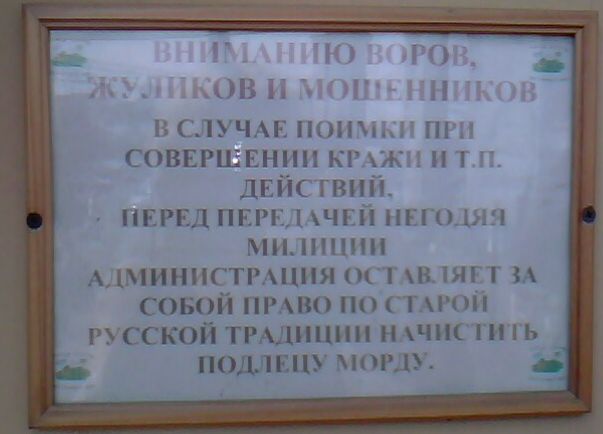 ВНИМАНИЮ ВОРОВ,
ЖУЛИКОВ И МОШЕННИКОВ
В СЛУЧАЕ ПОИМКИ ПРИ
СОВЕРШЕНИИ КРАЖИ И Т.П.
ДЕЙСТВИЙ,
ПЕРЕД ПЕРЕДАЧЕЙ НЕГОДЯЯ
МИЛИЦИИ
АДМИНИСТРАЦИЯ ОСТАВЛЯЕТ ЗА
СОБОЙ ПРАВО ПО СТАРОЙ
РУССКОЙ ТРАДИЦИИ НАЧИСТИТЬ
ПОДЛЕЦУ МОРДУ.